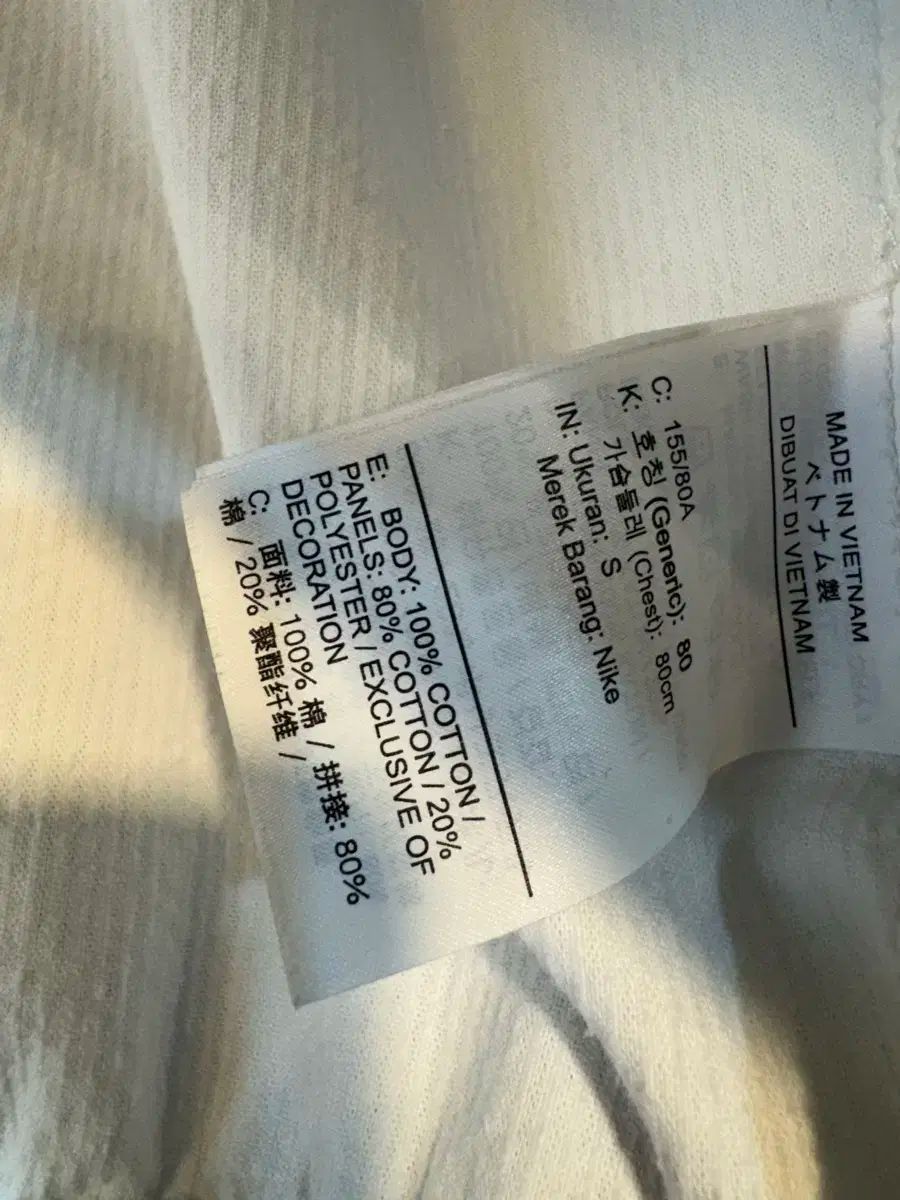 MADE IN VIETNAM
ベトナム製
DIBUAT DI VIETNAM
C: 155/80A
K: 호칭 (Generic): 80
가슴둘레 (Chest): 80cm
IN: Ukuran: S
Merek Barang: Nike
E: BODY: 100% COTTON /
PANELS: 80% COTTON / 20%
POLYESTER / EXCLUSIVE OF
DECORATION
C: 面料: 100% 棉 / 拼接: 80%
棉 / 20% 聚酯纤维 /